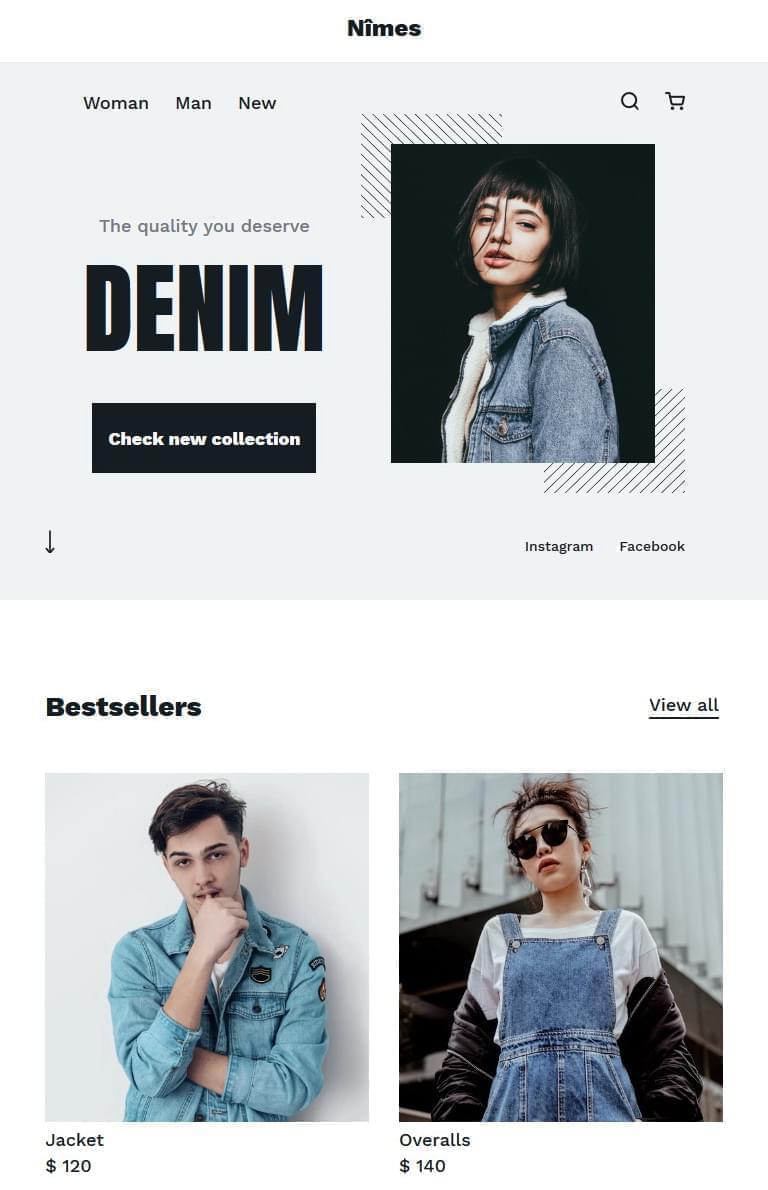 Nîmes
Woman Man New
The quality you deserve
DENIM
Check new collection
Instagram Facebook
Bestsellers
View all
Jacket
$ 120
Overalls
$ 140